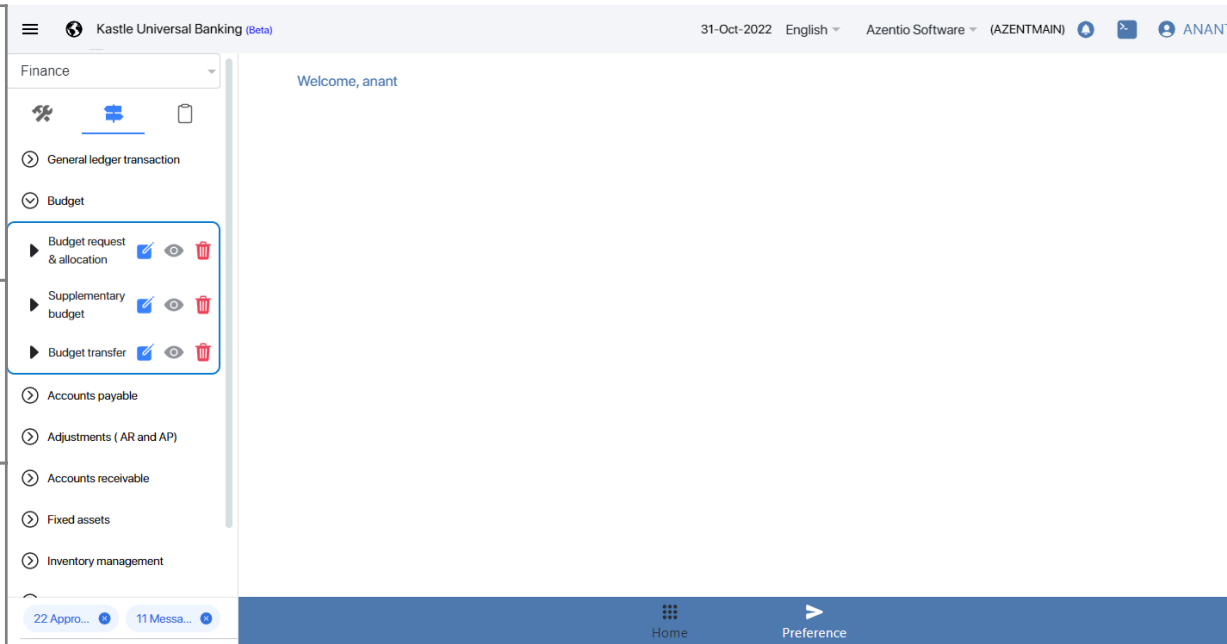 Kastle Universal Banking (Beta)
31-Oct-2022 English Azentio Software (AZENTMAIN) ANANT
Finance
Welcome, anant
General ledger transaction
Budget
Budget request
& allocation
Supplementary
budget
Budget transfer
Accounts payable
Adjustments ( AR and AP)
Accounts receivable
Fixed assets
Inventory management
22 Appro... 11 Messa...
Home Preference